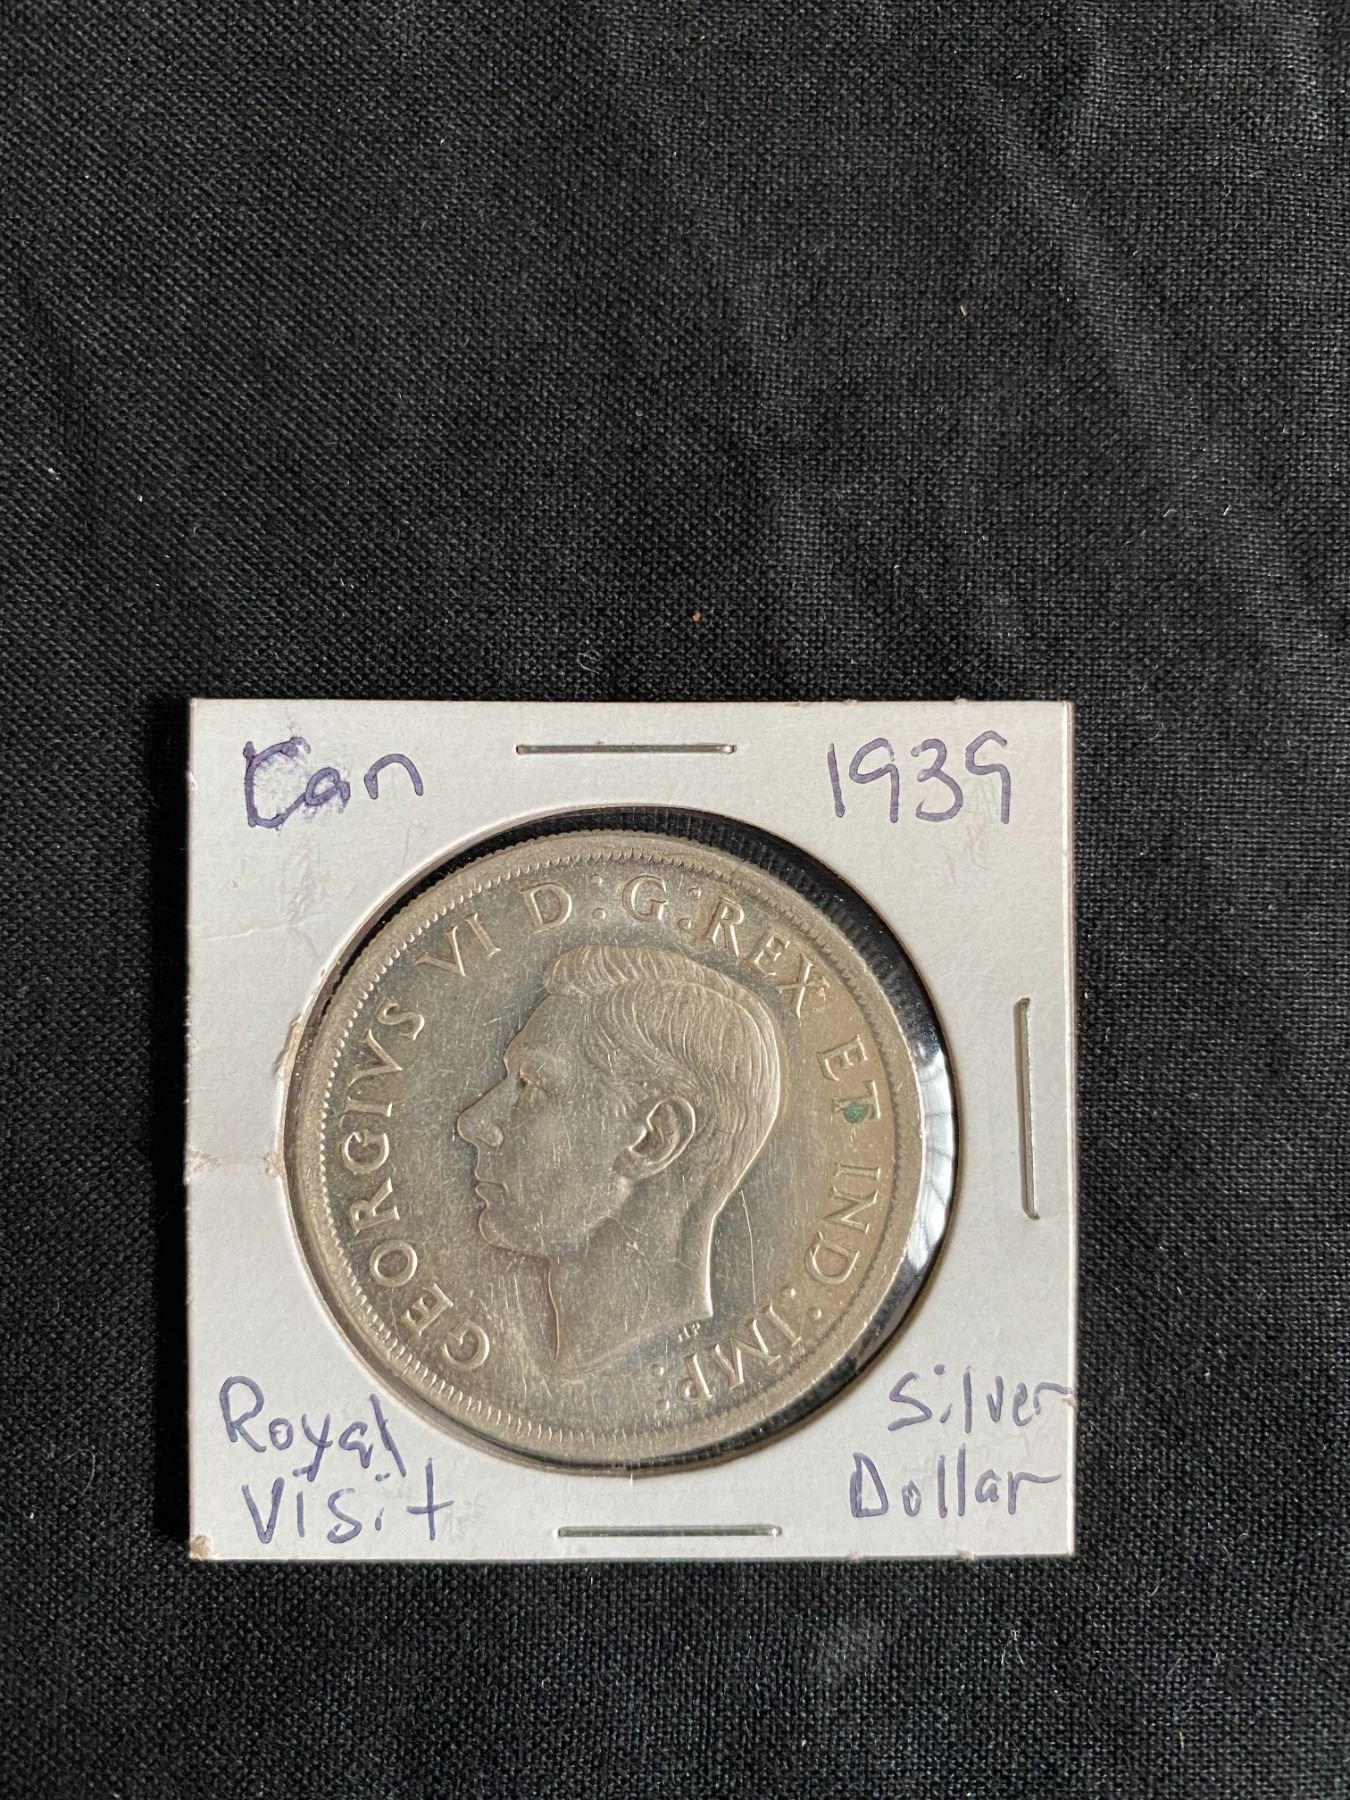 Can
1939
GEORGIVS VI D:G:REX ET IND:IMP:
HP
Royal
Visit
Silver
Dollar